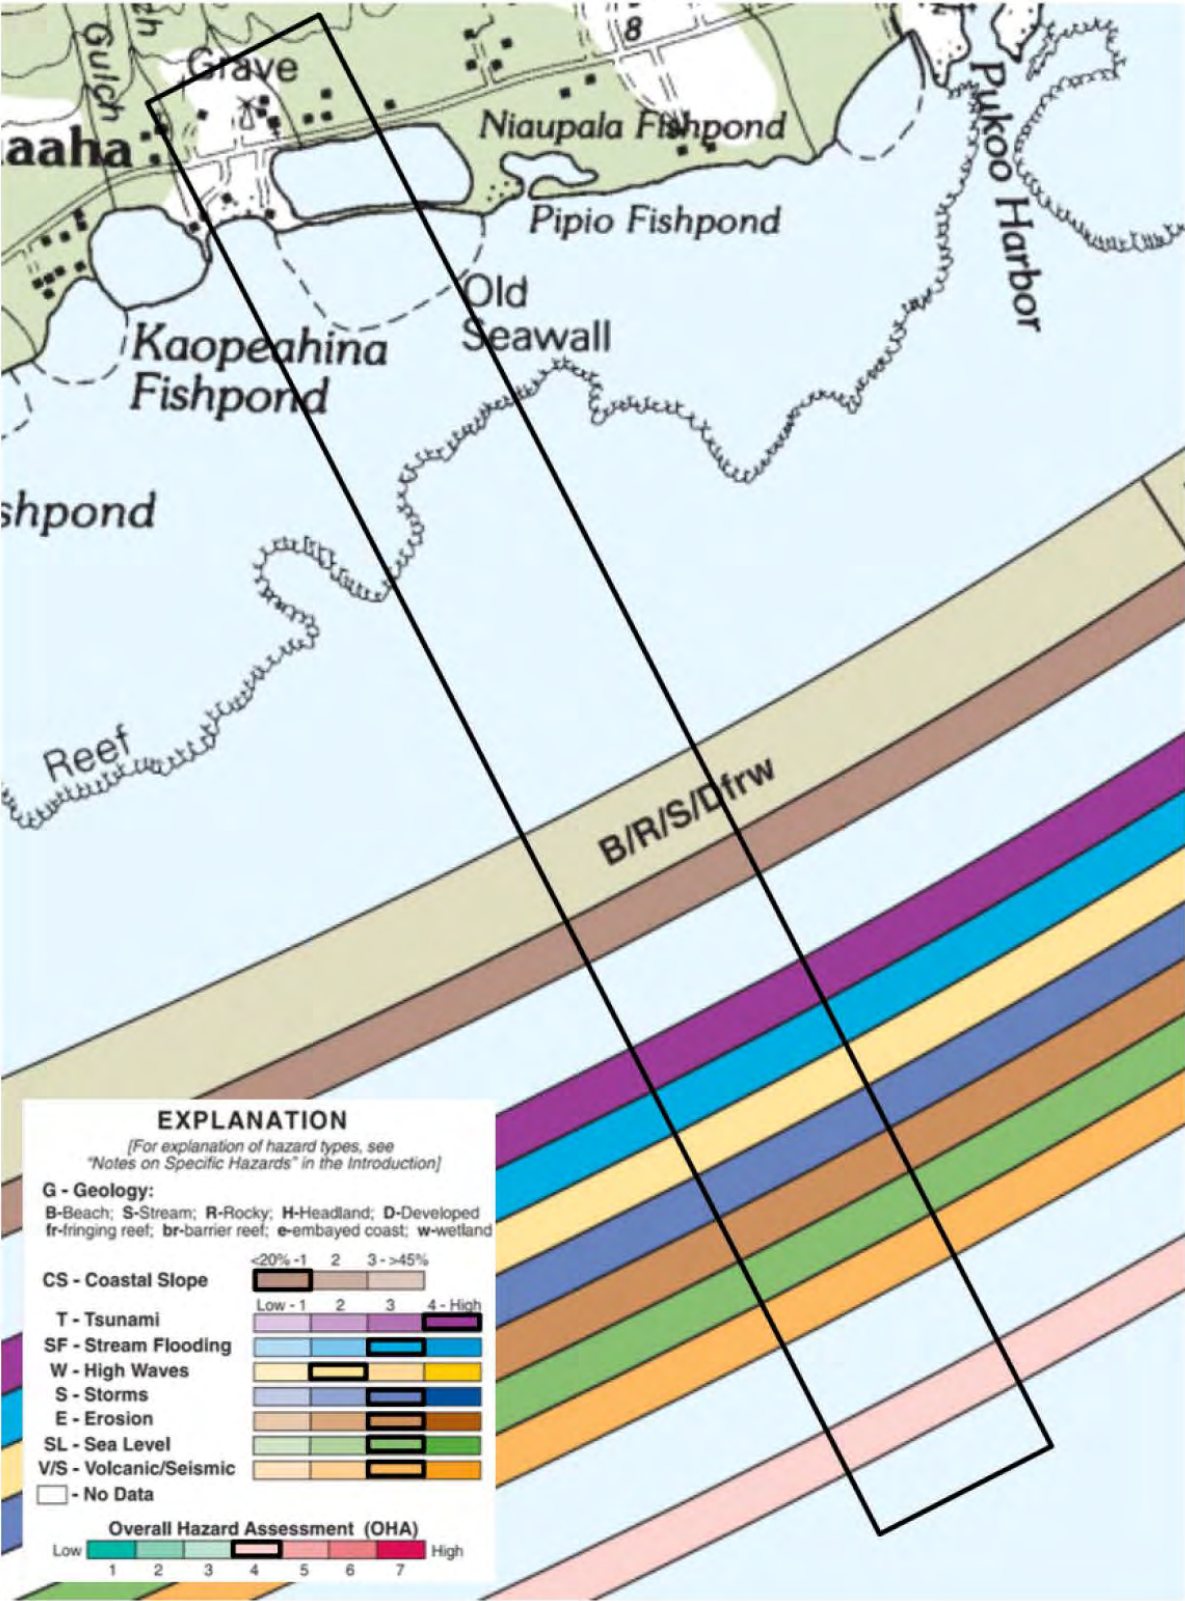 Gulch
ch
Grave
8
aaha
Niaupala Fishpond
Pukoo Harbor
Pipio Fishpond
Old
Seawall
Kaopeahina
Fishpond
shpond
Reef
B/R/S/Dfrw
EXPLANATION
[For explanation of hazard types, see
“Notes on Specific Hazards” in the Introduction]
G - Geology:
B-Beach; S-Stream; R-Rocky; H-Headland; D-Developed
fr-fringing reef; br-barrier reef; e-embayed coast; w-wetland
<20% -1 2 3 - >45%
CS - Coastal Slope
Low - 1 2 3 4 - High
T - Tsunami
SF - Stream Flooding
W - High Waves
S - Storms
E - Erosion
SL - Sea Level
V/S - Volcanic/Seismic
- No Data
Overall Hazard Assessment (OHA)
Low High
1 2 3 4 5 6 7